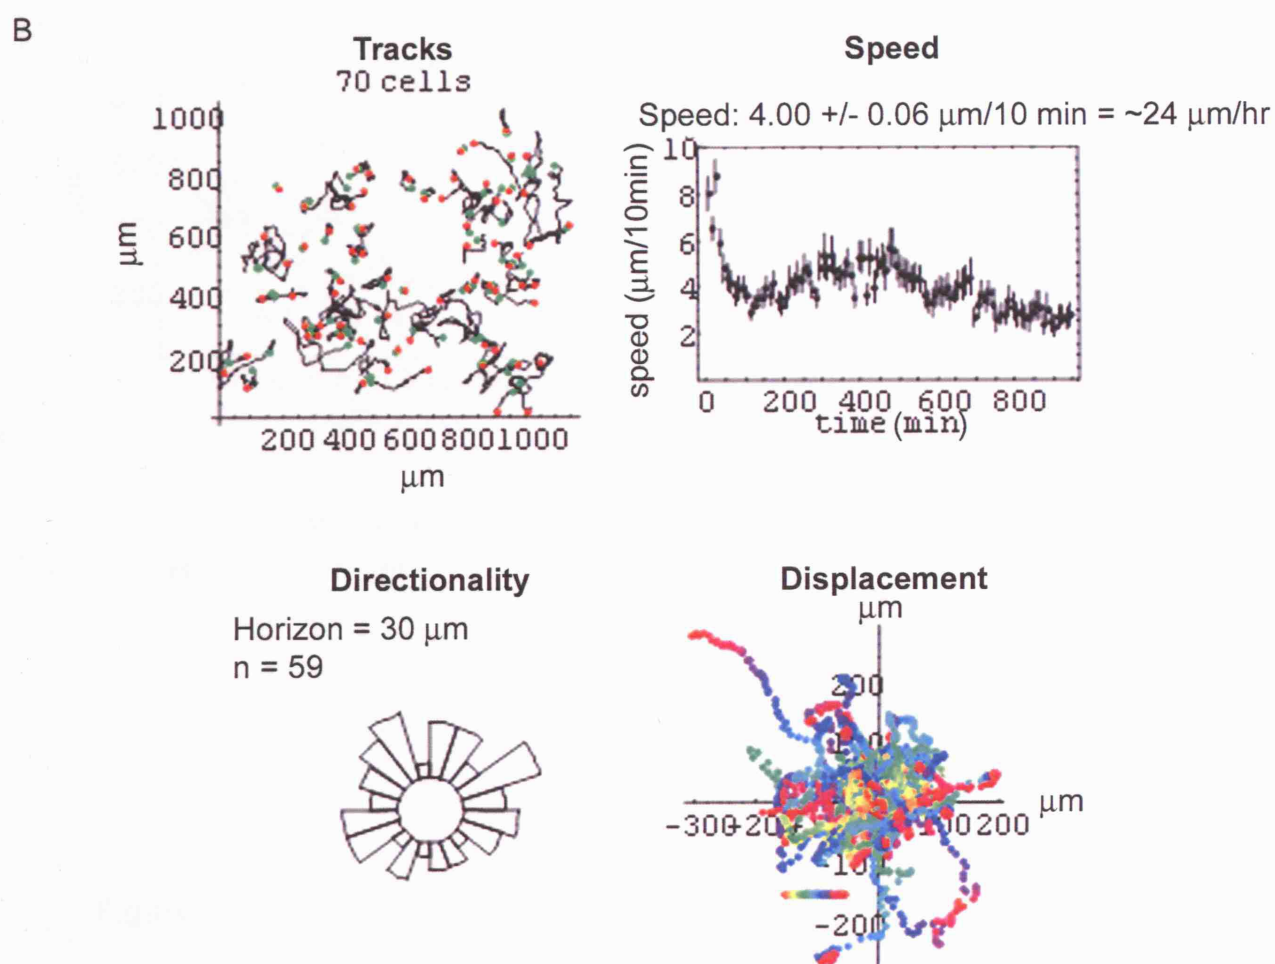 B
Tracks
70 cells
1000
800
600
400
200
μm
200 400 600 800 1000
μm
Speed
Speed: 4.00 +/- 0.06 μm/10 min = ~24 μm/hr
10
8
6
4
2
speed (μm/10min)
0 200 400 600 800
time (min)
Directionality
Horizon = 30 μm
n = 59
Displacement
μm
200
-300 200
μm
-200